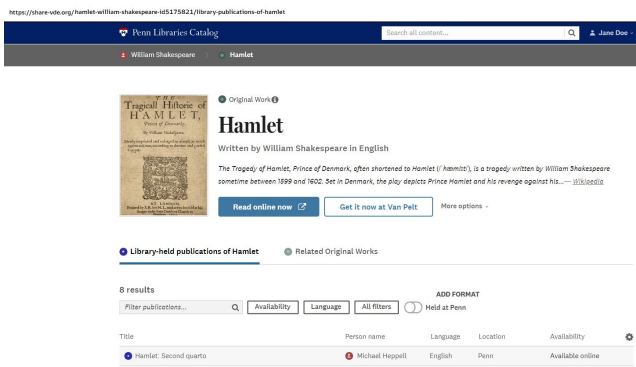 https://share-vde.org/hamlet-william-shakespeare-id5175821/library-publications-of-hamlet
Penn Libraries Catalog
Search all content...
Jane Doe
William Shakespeare
Hamlet
THE
Tragicall Historie of
HAMLET,
Prince of Denmarke.
By William Shakespeare.
AT LONDON,
Original Work
Hamlet
Written by William Shakespeare in English
The Tragedy of Hamlet, Prince of Denmark, often shortened to Hamlet (/ˈhæmlɪt/), is a tragedy written by William Shakespeare
sometime between 1899 and 1602. Set in Denmark, the play depicts Prince Hamlet and his revenge against his...— Wikipedia
Read online now
Get it now at Van Pelt
More options
Library-held publications of Hamlet
Related Original Works
8 results
ADD FORMAT
Filter publications...
Availability
Language
All filters
Held at Penn
Title Person name Language Location Availability
Hamlet: Second quarto Michael Heppell English Penn Available online